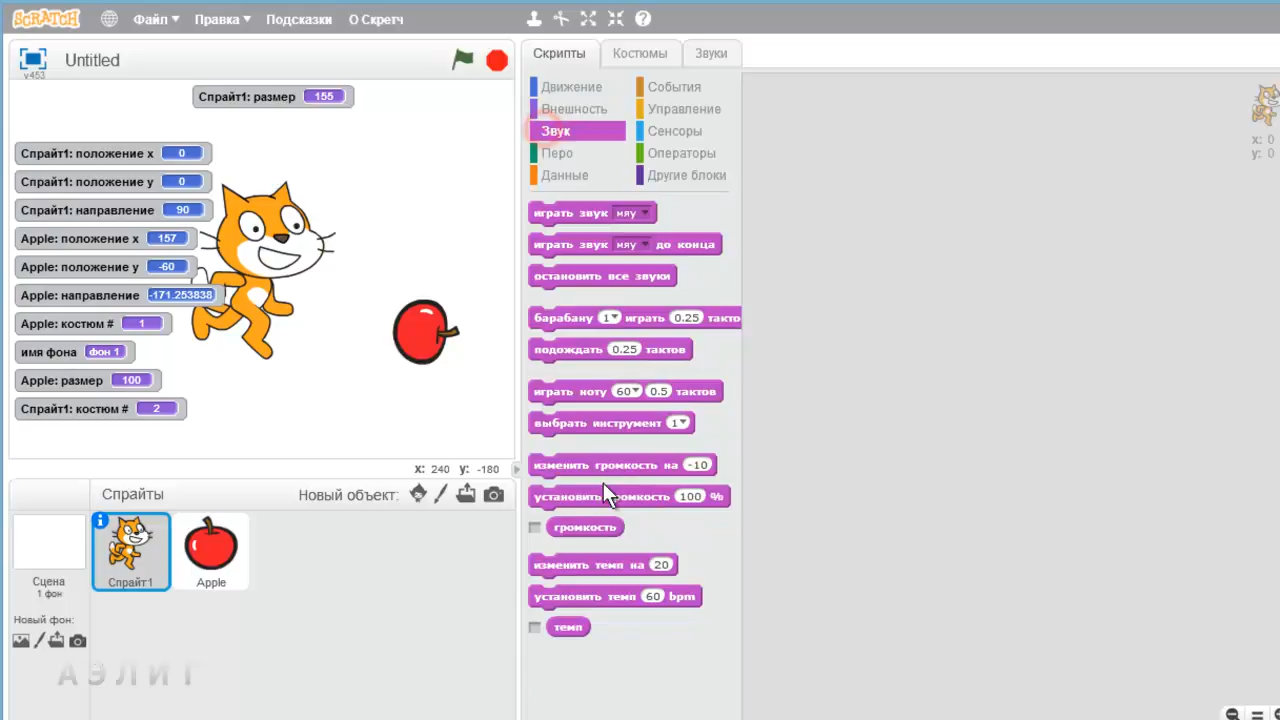 SCRATCH Файл Правка Подсказки О Скретч
v453
Untitled
Спрайт1: размер 155
Спрайт1: положение x 0
Спрайт1: положение y 0
Спрайт1: направление 90
Apple: положение x 157
Apple: положение y -60
Apple: направление -171.253838
Apple: костюм # 1
имя фона фон 1
Apple: размер 100
Спрайт1: костюм # 2
x: 240 y: -180
Спрайты Новый объект:
Сцена
1 фон
Новый фон:
Спрайт1
Apple
Скрипты Костюмы Звуки
Движение События
Внешность Управление
Звук Сенсоры
Перо Операторы
Данные Другие блоки
играть звук мяу
играть звук мяу до конца
остановить все звуки
барабану 1 играть 0.25 такто
подождать 0.25 тактов
играть ноту 60 0.5 тактов
выбрать инструмент 1
изменить громкость на -10
установить громкость 100 %
громкость
изменить темп на 20
установить темп 60 bpm
темп
x: 0
y: 0